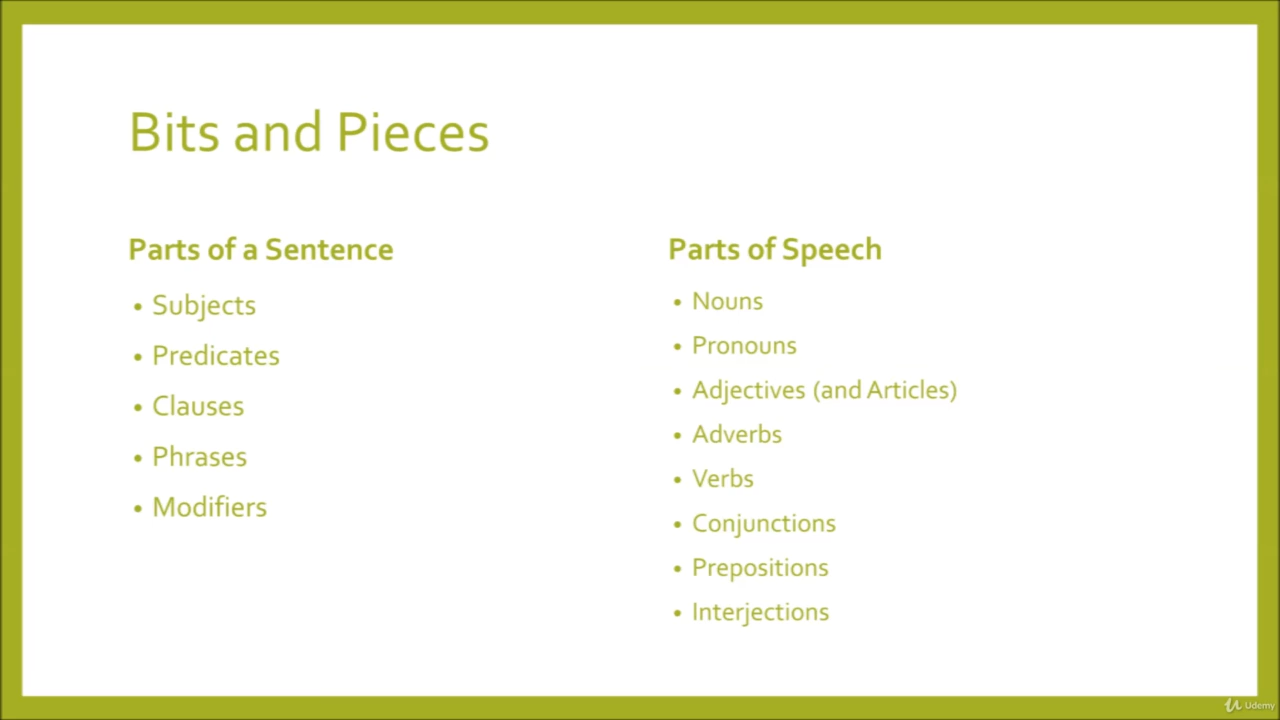 Bits and Pieces
Parts of a Sentence
• Subjects
• Predicates
• Clauses
• Phrases
• Modifiers
Parts of Speech
• Nouns
• Pronouns
• Adjectives (and Articles)
• Adverbs
• Verbs
• Conjunctions
• Prepositions
• Interjections
Udemy